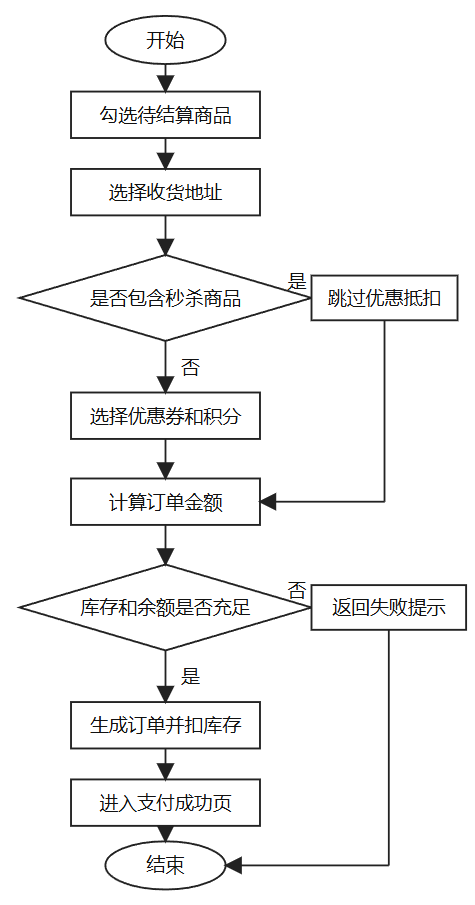 开始
勾选待结算商品
选择收货地址
是否包含秒杀商品
是
跳过优惠抵扣
否
选择优惠券和积分
计算订单金额
库存和余额是否充足
否
返回失败提示
是
生成订单并扣库存
进入支付成功页
结束